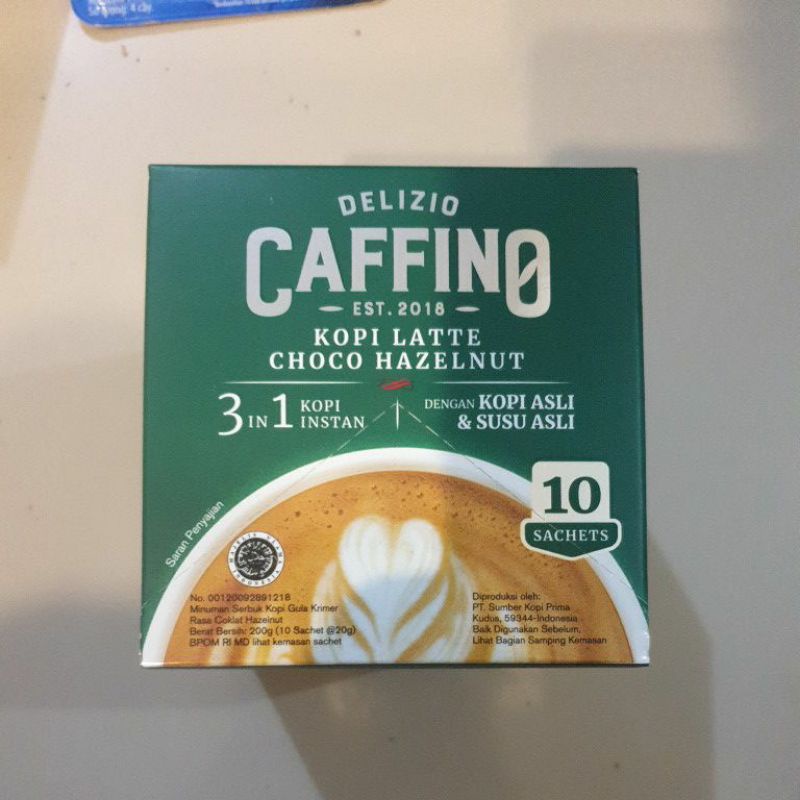 4 cby
DELIZIO
CAFFINO
EST. 2018
KOPI LATTE
CHOCO HAZELNUT
3 IN 1 KOPI INSTAN
DENGAN KOPI ASLI
& SUSU ASLI
10
SACHETS
Saran Penyajian
No. 00120092891218
Minuman Serbuk Kopi Gula Krimer
Rasa Coklat Hazelnut
Berat Bersih: 200g (10 Sachet @20g)
BPOM RI MD lihat kemasan sachet
Diproduksi oleh:
PT. Sumber Kopi Prima
Kudus, 59344-Indonesia
Baik Digunakan Sebelum,
Lihat Bagian Samping Kemasan